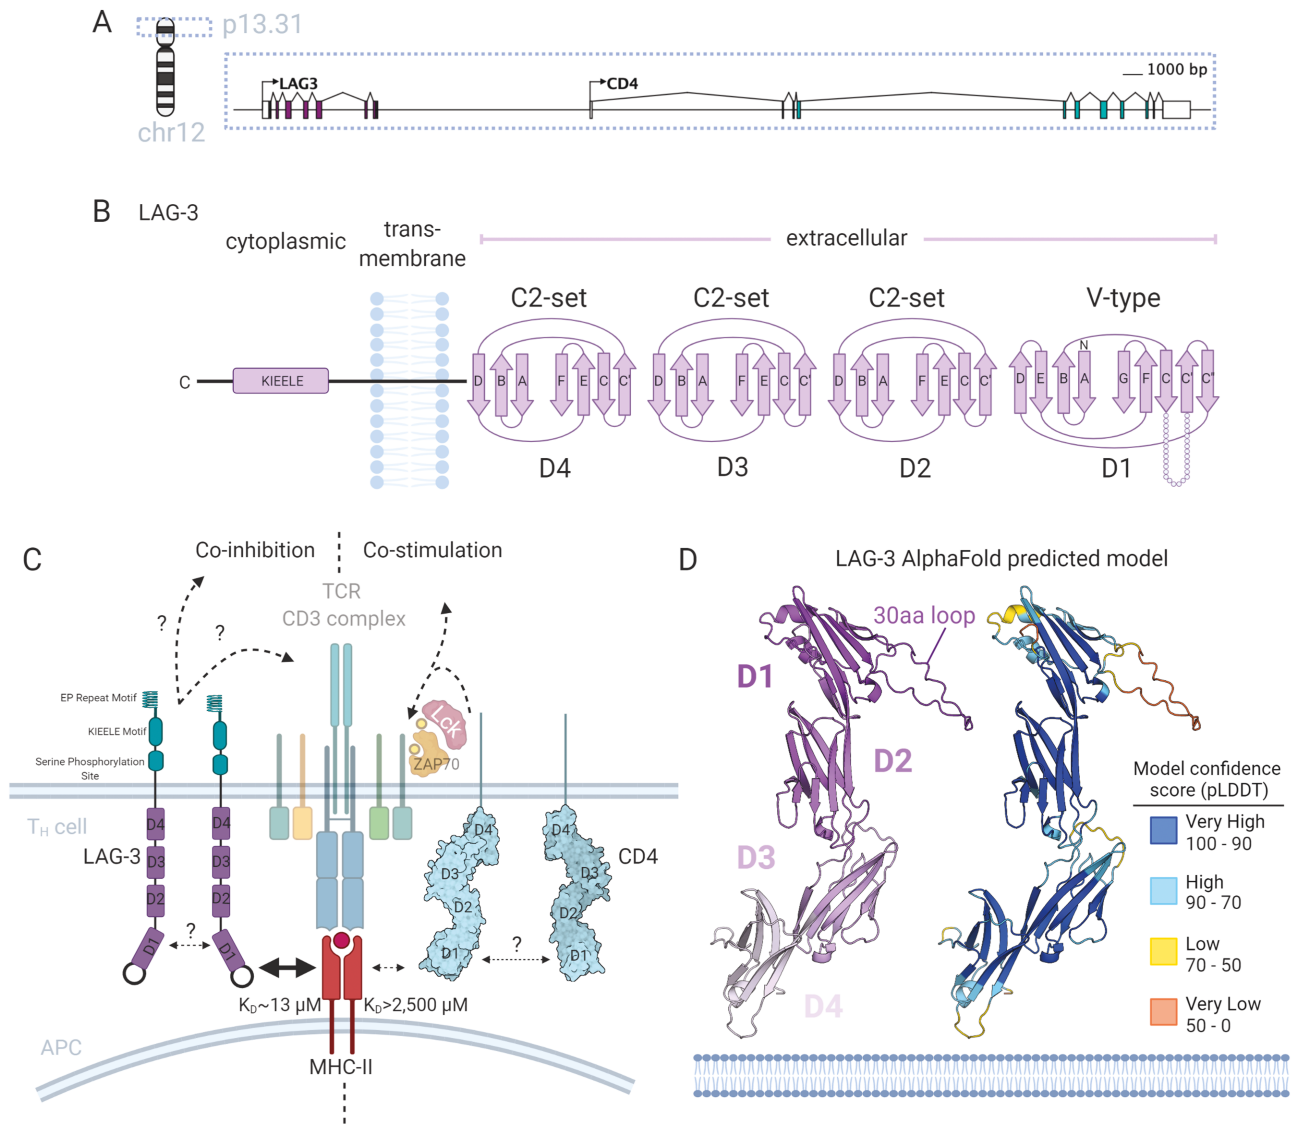 A
p13.31
chr12
LAG3
CD4
1000 bp
B
LAG-3
cytoplasmic
trans-
membrane
extracellular
C2-set
C2-set
C2-set
V-type
C
KIEELE
D B A F E C C'
D B A F E C C'
D B A F E C C'
N
D E B A G F C C' C"
D4
D3
D2
D1
C
Co-inhibition
Co-stimulation
TCR
CD3 complex
?
?
EP Repeat Motif
KIEELE Motif
Serine Phosphorylation
Site
Lck
ZAP70
TH cell
LAG-3
CD4
D4
D3
D2
D1
D4
D3
D2
D1
D4
D3
D2
D1
D4
D3
D2
D1
?
?
KD~13 µM
KD>2,500 µM
APC
MHC-II
D
LAG-3 AlphaFold predicted model
30aa loop
D1
D2
D3
D4
Model confidence
score (pLDDT)
Very High
100 - 90
High
90 - 70
Low
70 - 50
Very Low
50 - 0